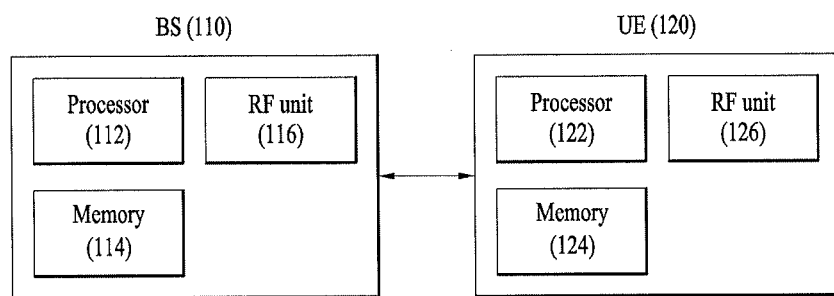 BS (110)
UE (120)
Processor
(112)
RF unit
(116)
Processor
(122)
RF unit
(126)
Memory
(114)
Memory
(124)